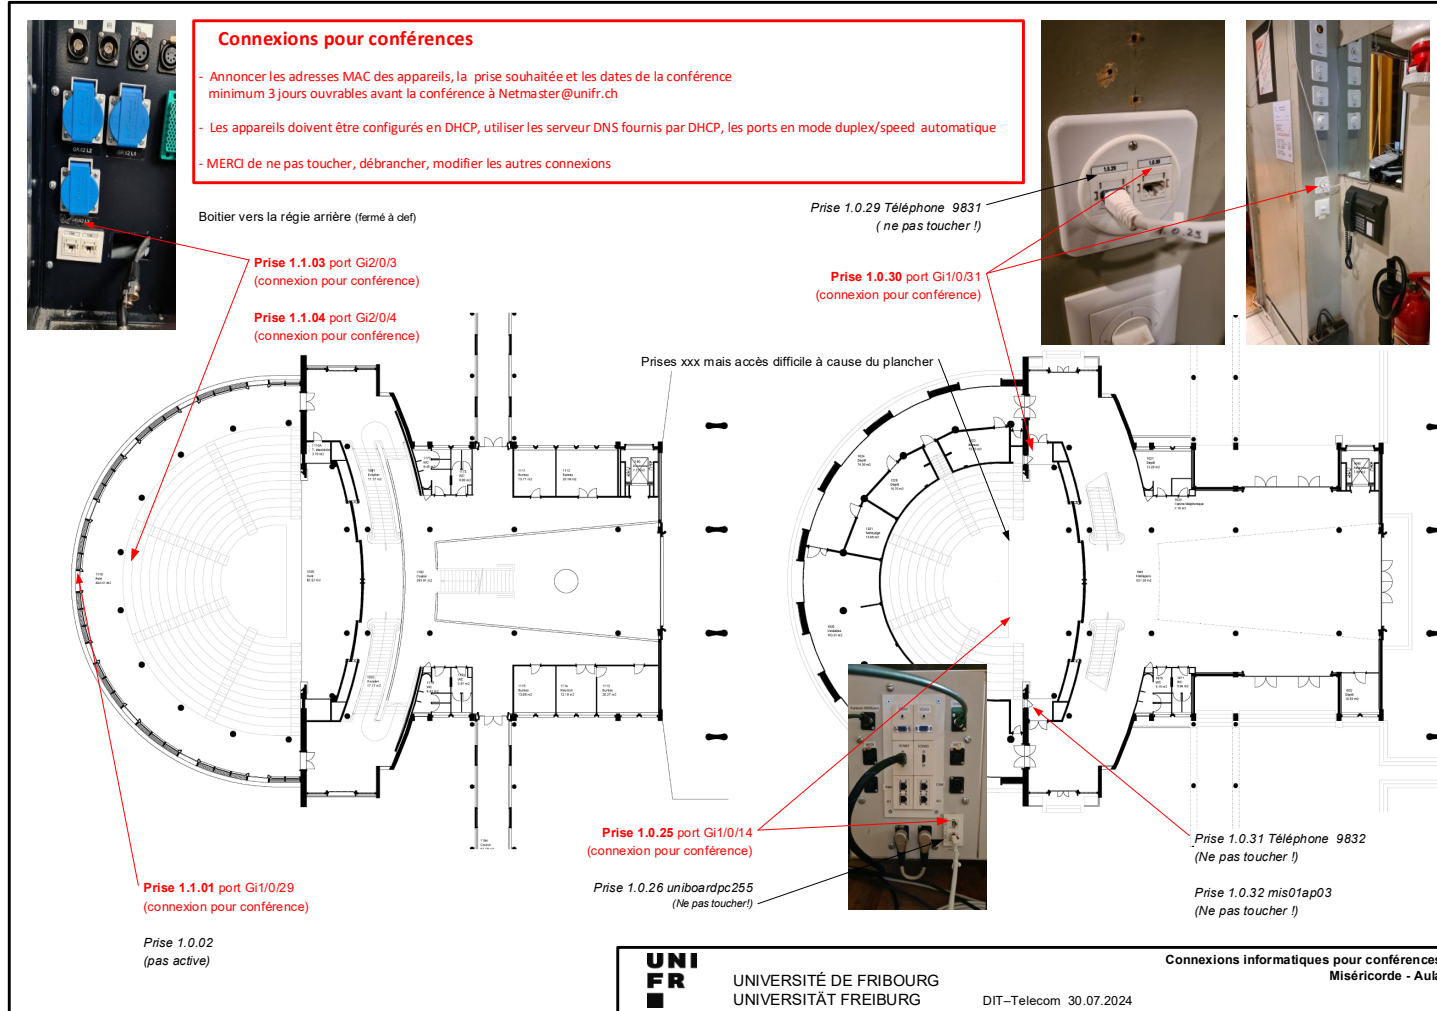 Connexions pour conférences
- Annoncer les adresses MAC des appareils, la prise souhaitée et les dates de la conférence
minimum 3 jours ouvrables avant la conférence à Netmaster@unifr.ch
- Les appareils doivent être configurés en DHCP, utiliser les serveur DNS fournis par DHCP, les ports en mode duplex/speed automatique
- MERCI de ne pas toucher, débrancher, modifier les autres connexions
Boitier vers la régie arrière (fermé à clef)
Prise 1.1.03 port Gi2/0/3
(connexion pour conférence)
Prise 1.1.04 port Gi2/0/4
(connexion pour conférence)
Prise 1.0.29 Téléphone 9831
( ne pas toucher !)
Prise 1.0.30 port Gi1/0/31
(connexion pour conférence)
Prises xxx mais accès difficile à cause du plancher
Prise 1.0.25 port Gi1/0/14
(connexion pour conférence)
Prise 1.0.26 uniboardpc255
(Ne pas toucher!)
Prise 1.0.31 Téléphone 9832
(Ne pas toucher !)
Prise 1.0.32 mis01ap03
(Ne pas toucher !)
Prise 1.1.01 port Gi1/0/29
(connexion pour conférence)
Prise 1.0.02
(pas active)
UNI
FR
UNIVERSITÉ DE FRIBOURG
UNIVERSITÄT FREIBURG
DIT–Telecom 30.07.2024
Connexions informatiques pour conférences
Miséricorde - Aula